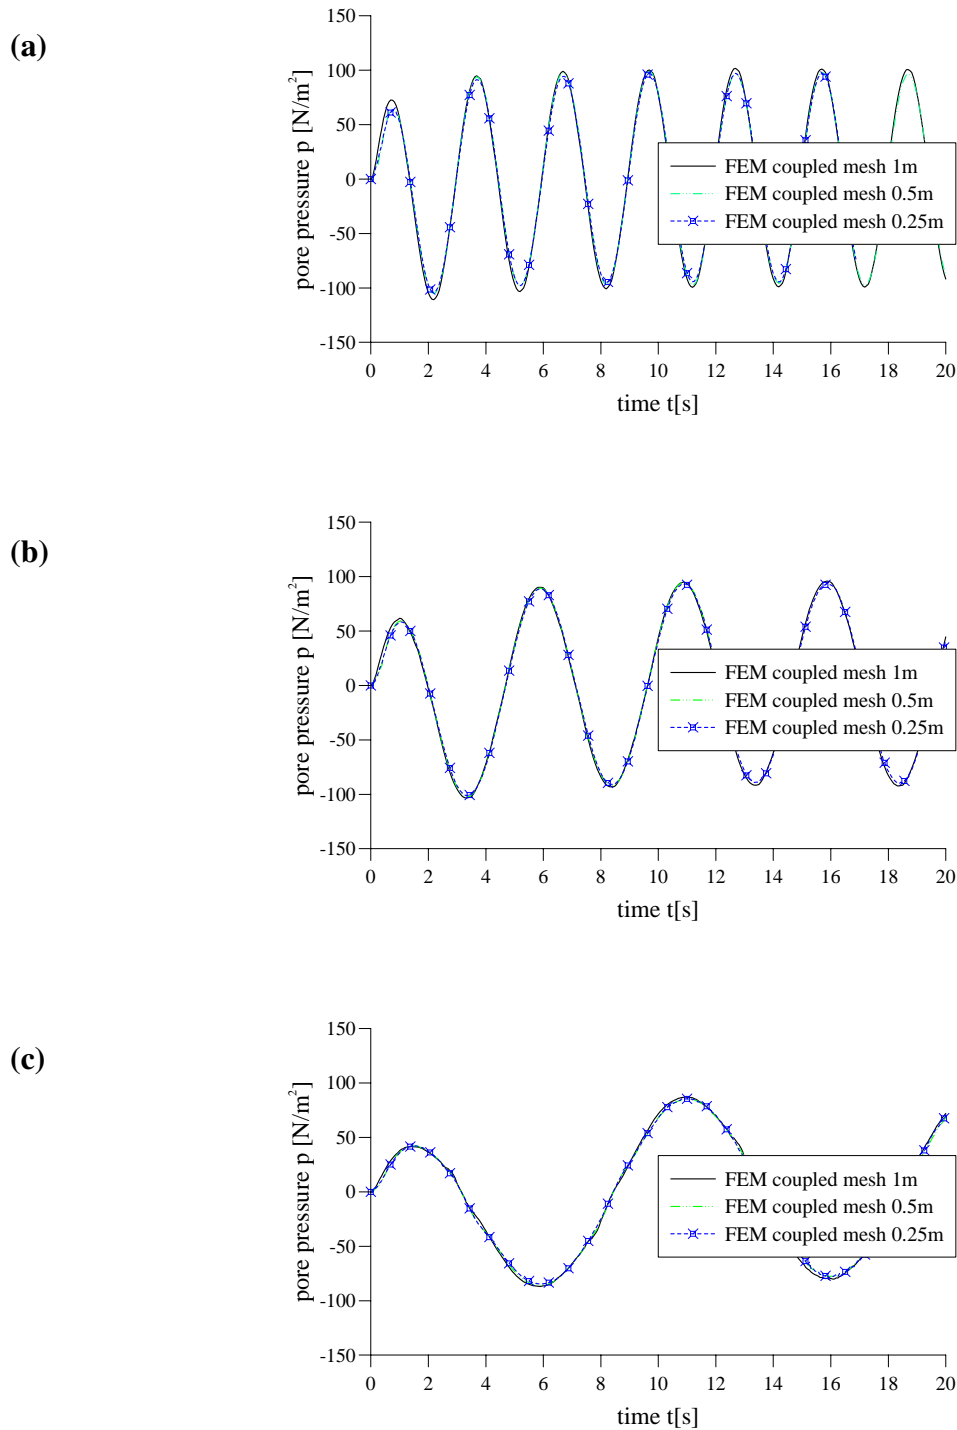 (a)
150
100
50
0
-50
-100
-150
pore pressure p [N/m²]
0 2 4 6 8 10 12 14 16 18 20
time t[s]
FEM coupled mesh 1m
FEM coupled mesh 0.5m
FEM coupled mesh 0.25m
(b)
150
100
50
0
-50
-100
-150
pore pressure p [N/m²]
0 2 4 6 8 10 12 14 16 18 20
time t[s]
FEM coupled mesh 1m
FEM coupled mesh 0.5m
FEM coupled mesh 0.25m
(c)
150
100
50
0
-50
-100
-150
pore pressure p [N/m²]
0 2 4 6 8 10 12 14 16 18 20
time t[s]
FEM coupled mesh 1m
FEM coupled mesh 0.5m
FEM coupled mesh 0.25m